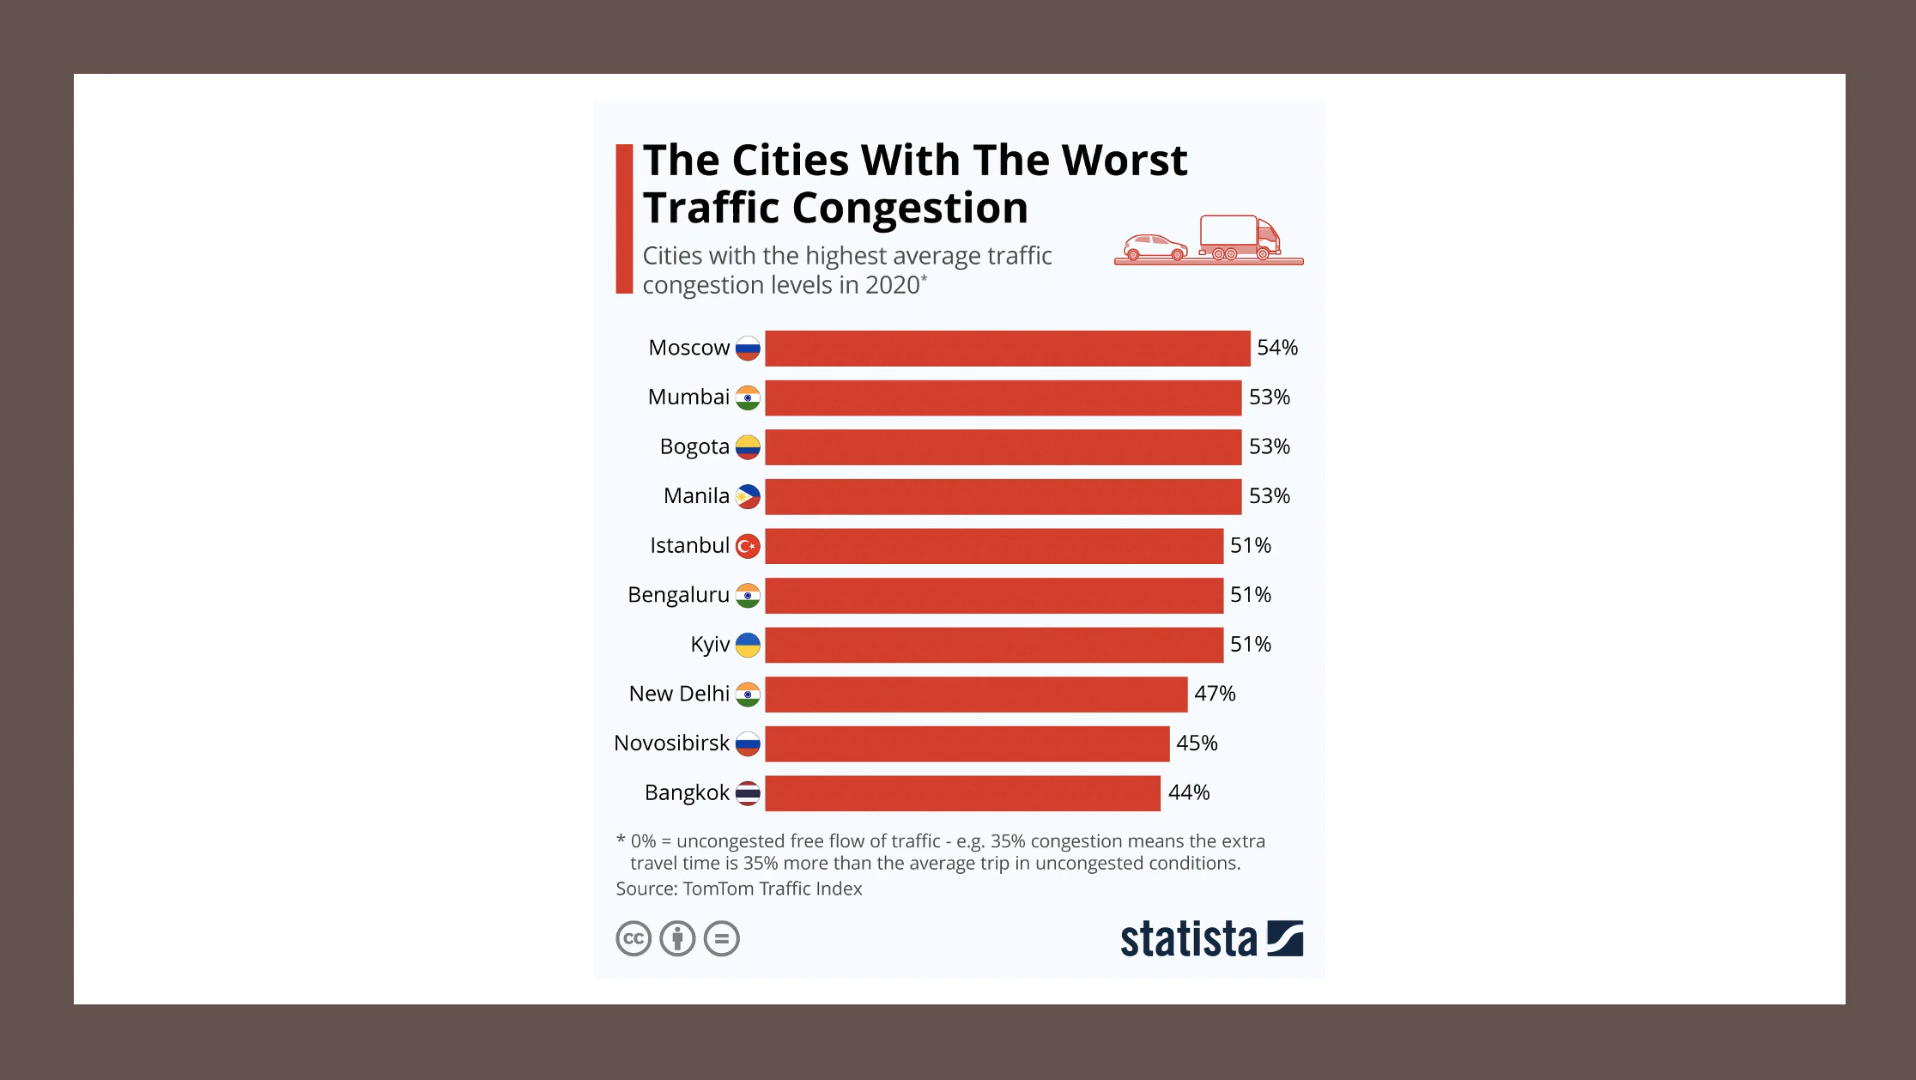 The Cities With The Worst
Traffic Congestion
Cities with the highest average traffic
congestion levels in 2020*
Moscow 54%
Mumbai 53%
Bogota 53%
Manila 53%
Istanbul 51%
Bengaluru 51%
Kyiv 51%
New Delhi 47%
Novosibirsk 45%
Bangkok 44%
* 0% = uncongested free flow of traffic - e.g. 35% congestion means the extra
travel time is 35% more than the average trip in uncongested conditions.
Source: TomTom Traffic Index
cc
statista